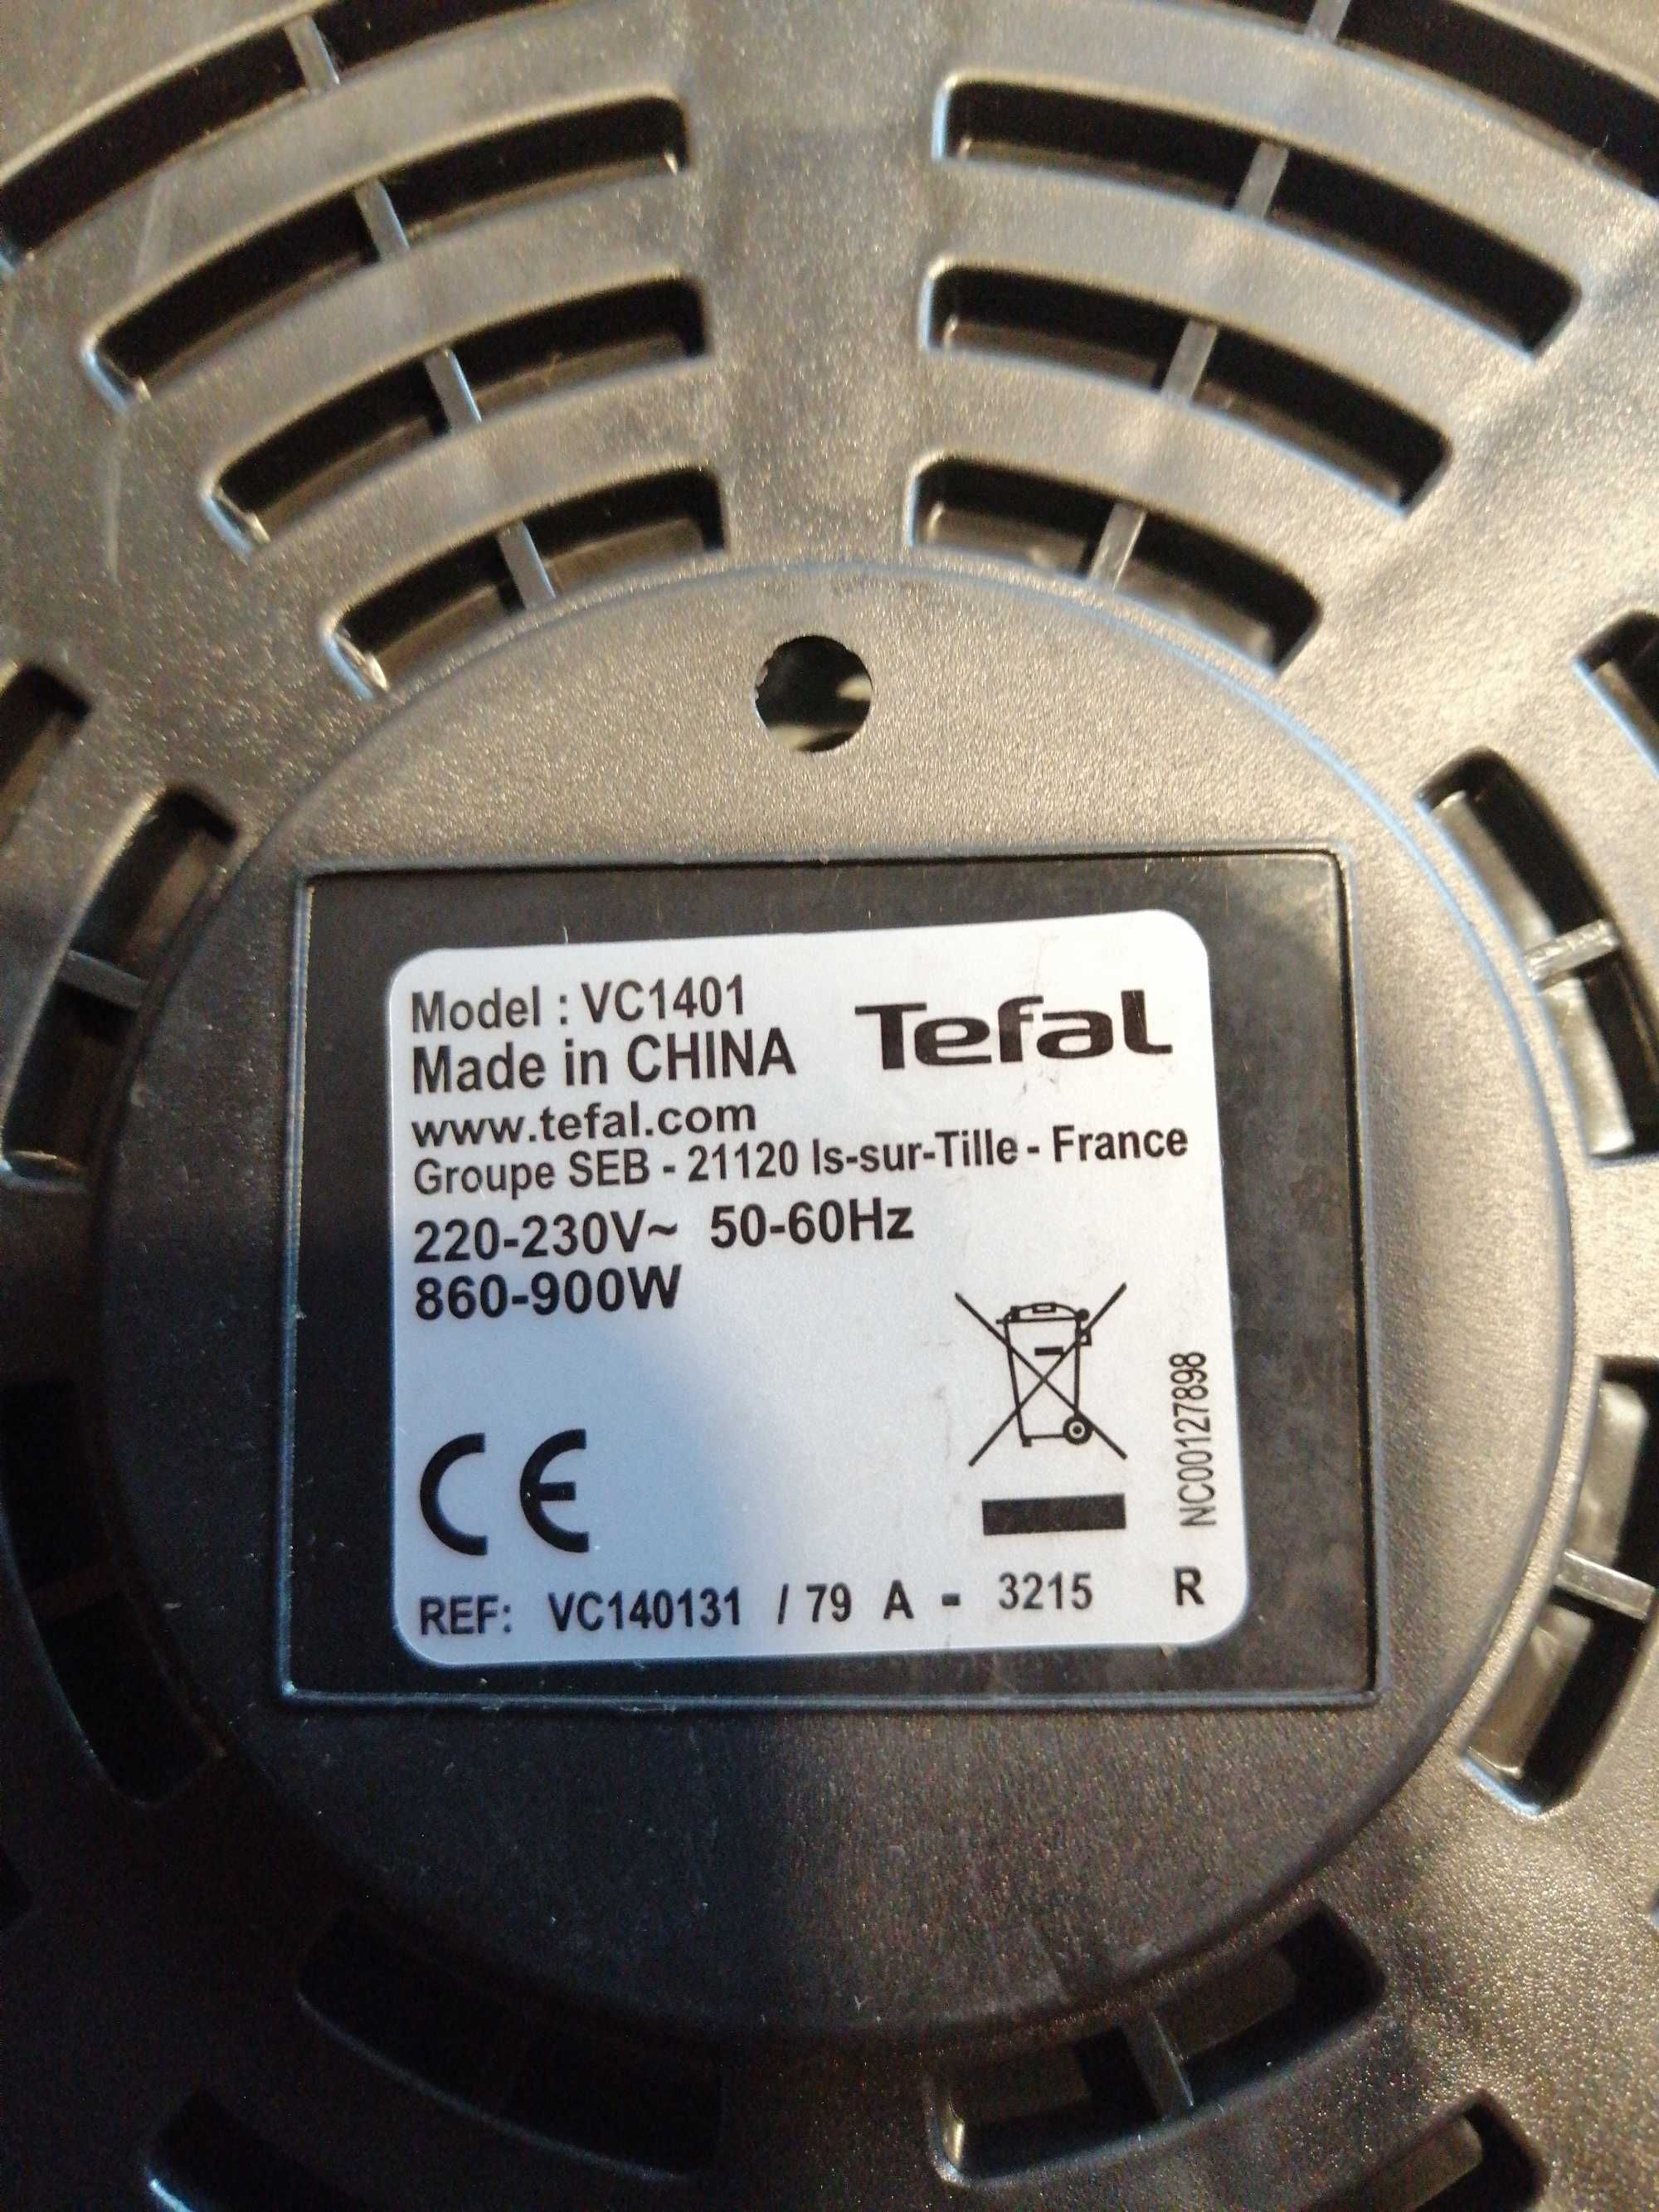 Model : VC1401
Tefal
Made in CHINA
www.tefal.com
Groupe SEB - 21120 Is-sur-Tille - France
220-230V~ 50-60Hz
860-900W
CE
NC00127898
REF: VC140131 / 79 A - 3215 R